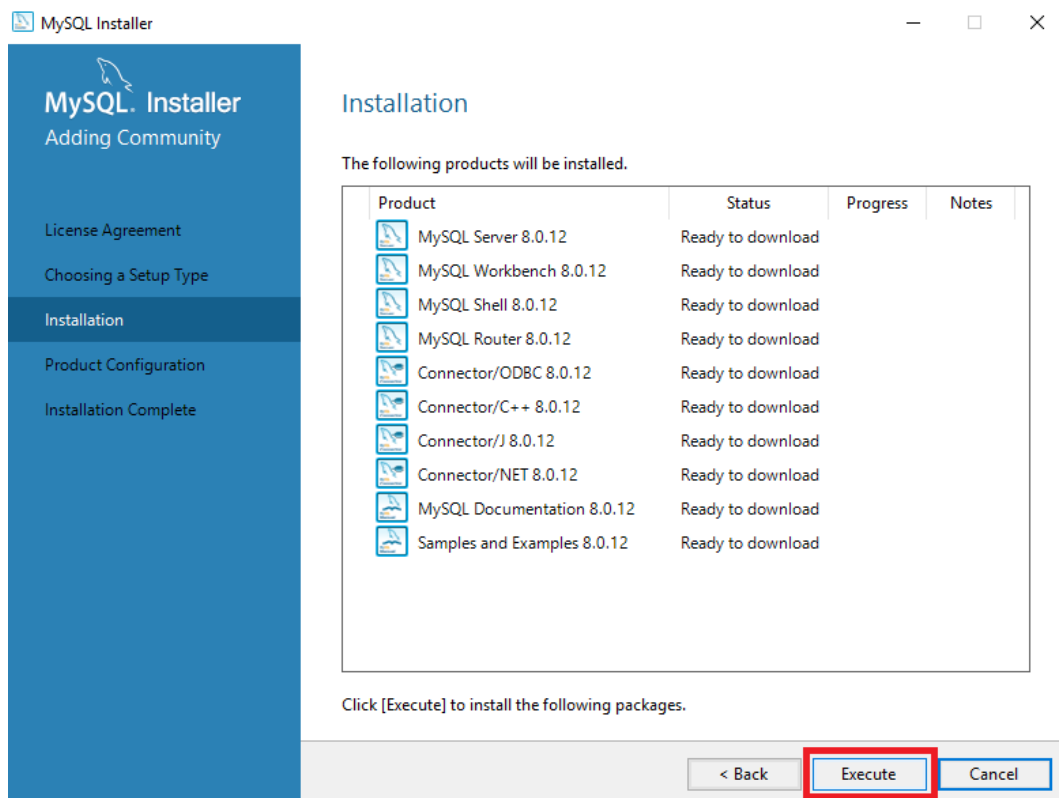 MySQL Installer
MySQL. Installer
Adding Community
License Agreement
Choosing a Setup Type
Installation
Product Configuration
Installation Complete
Installation
The following products will be installed.
Product Status Progress Notes
MySQL Server 8.0.12 Ready to download
MySQL Workbench 8.0.12 Ready to download
MySQL Shell 8.0.12 Ready to download
MySQL Router 8.0.12 Ready to download
Connector/ODBC 8.0.12 Ready to download
Connector/C++ 8.0.12 Ready to download
Connector/J 8.0.12 Ready to download
Connector/NET 8.0.12 Ready to download
MySQL Documentation 8.0.12 Ready to download
Samples and Examples 8.0.12 Ready to download
Click [Execute] to install the following packages.
< Back Execute Cancel